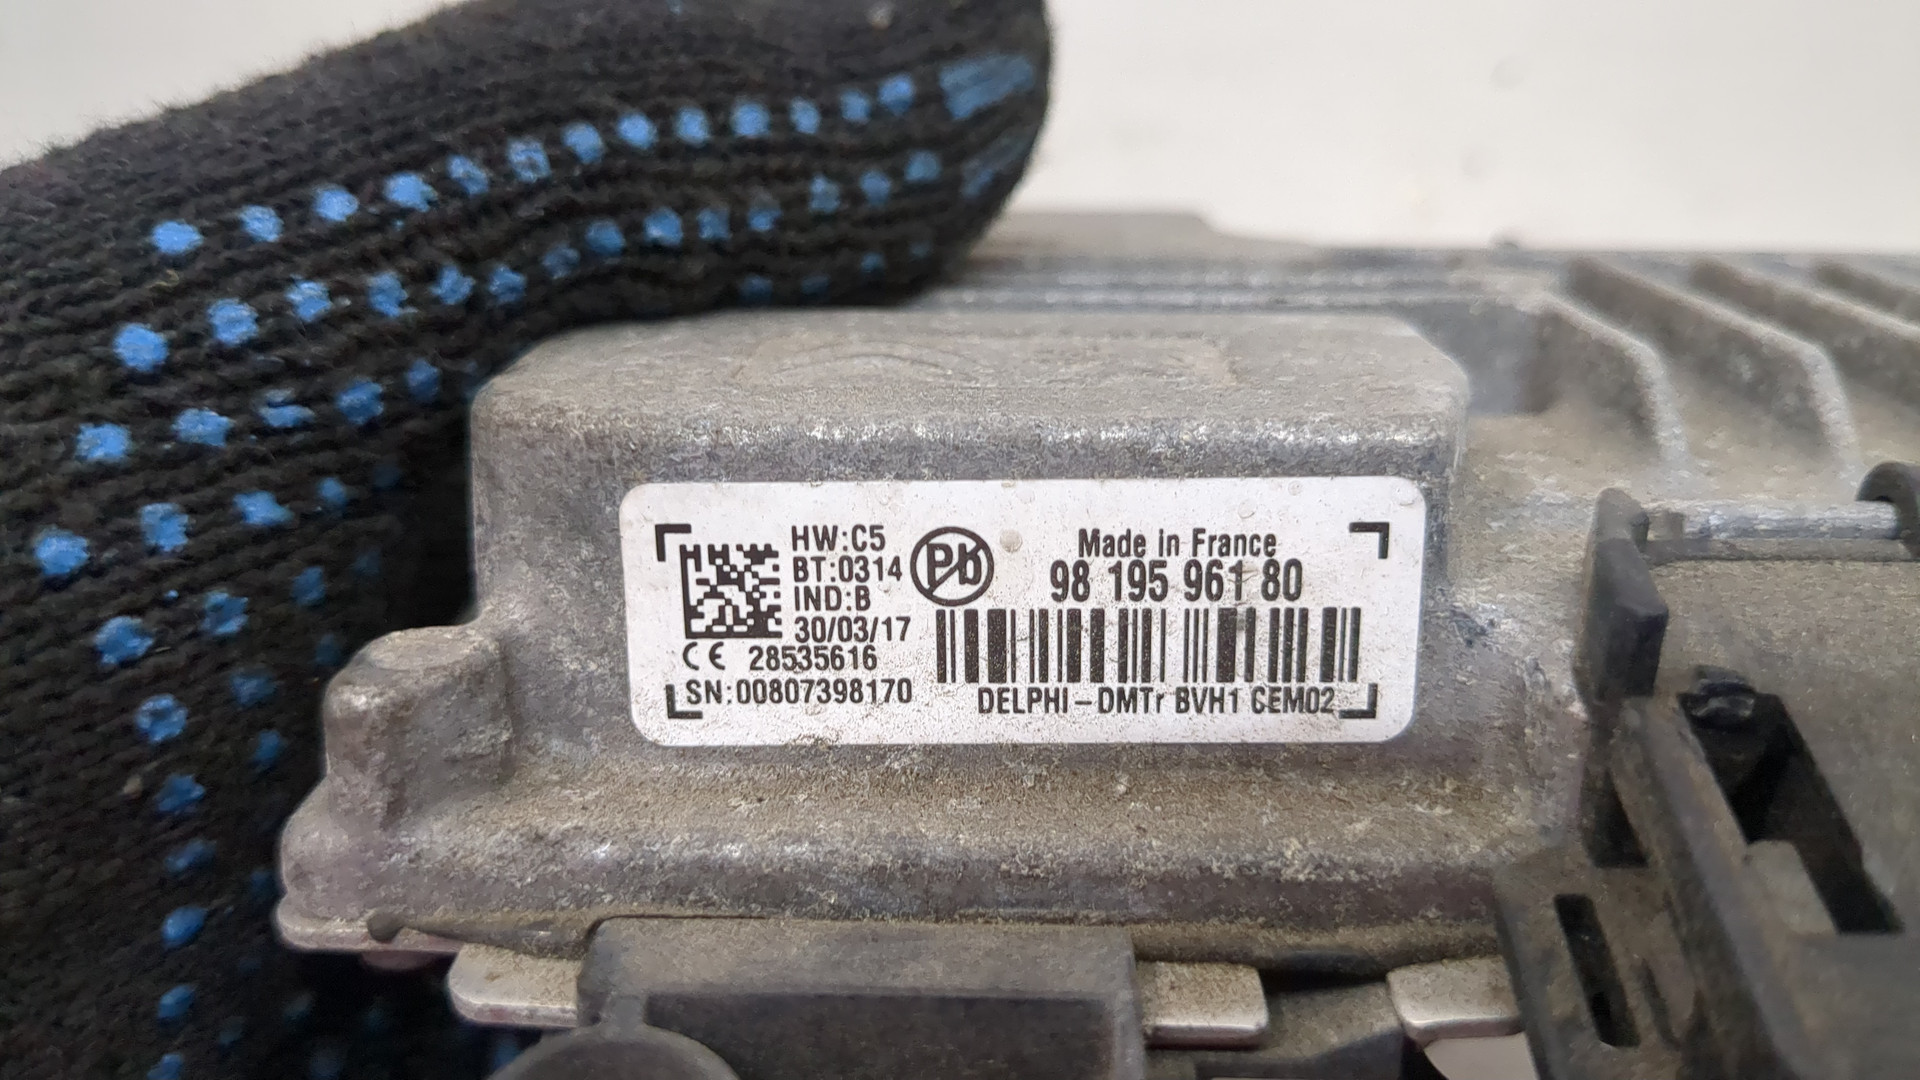 HW:C5
BT:0314
IND:B
30/03/17
CE 28535616
SN:00807398170
Pb
Made in France
98 195 961 80
DELPHI-DMTr BVH1 CEM02